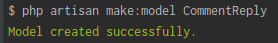 $ php artisan make:model CommentReply
Model created successfully.